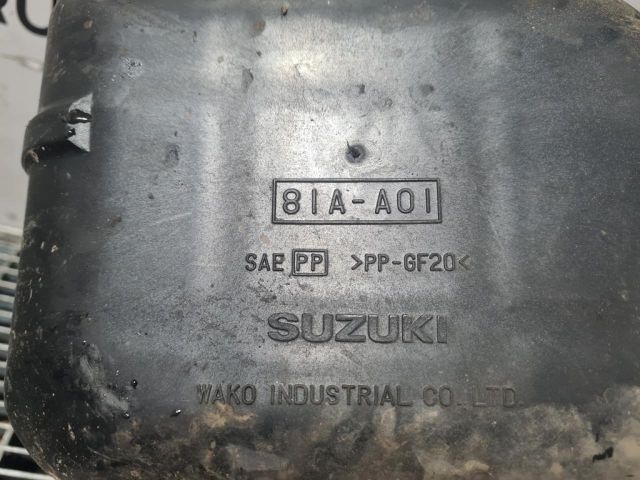 81A-A01
SAE PP >PP-GF20<
SUZUKI
WAKO INDUSTRIAL CO. LTD.